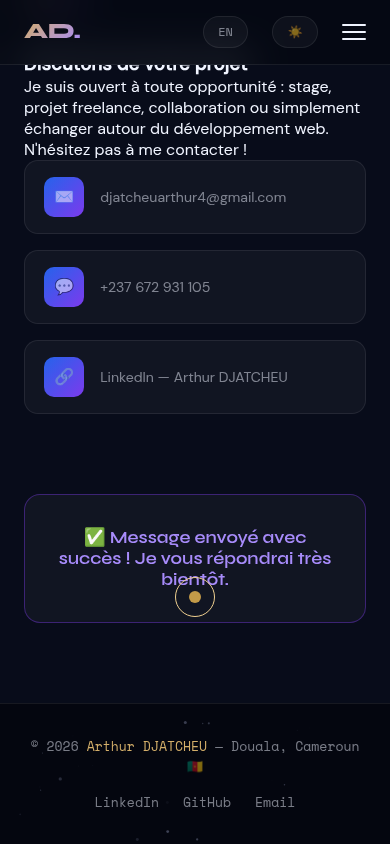 AD.
EN
Discutons de votre projet
Je suis ouvert à toute opportunité : stage,
projet freelance, collaboration ou simplement
échanger autour du développement web.
N'hésitez pas à me contacter !
djatcheuarthur4@gmail.com
+237 672 931 105
LinkedIn — Arthur DJATCHEU
✅ Message envoyé avec
succès ! Je vous répondrai très
bientôt.
© 2026 Arthur DJATCHEU — Douala, Cameroun
🇨🇲
LinkedIn GitHub Email